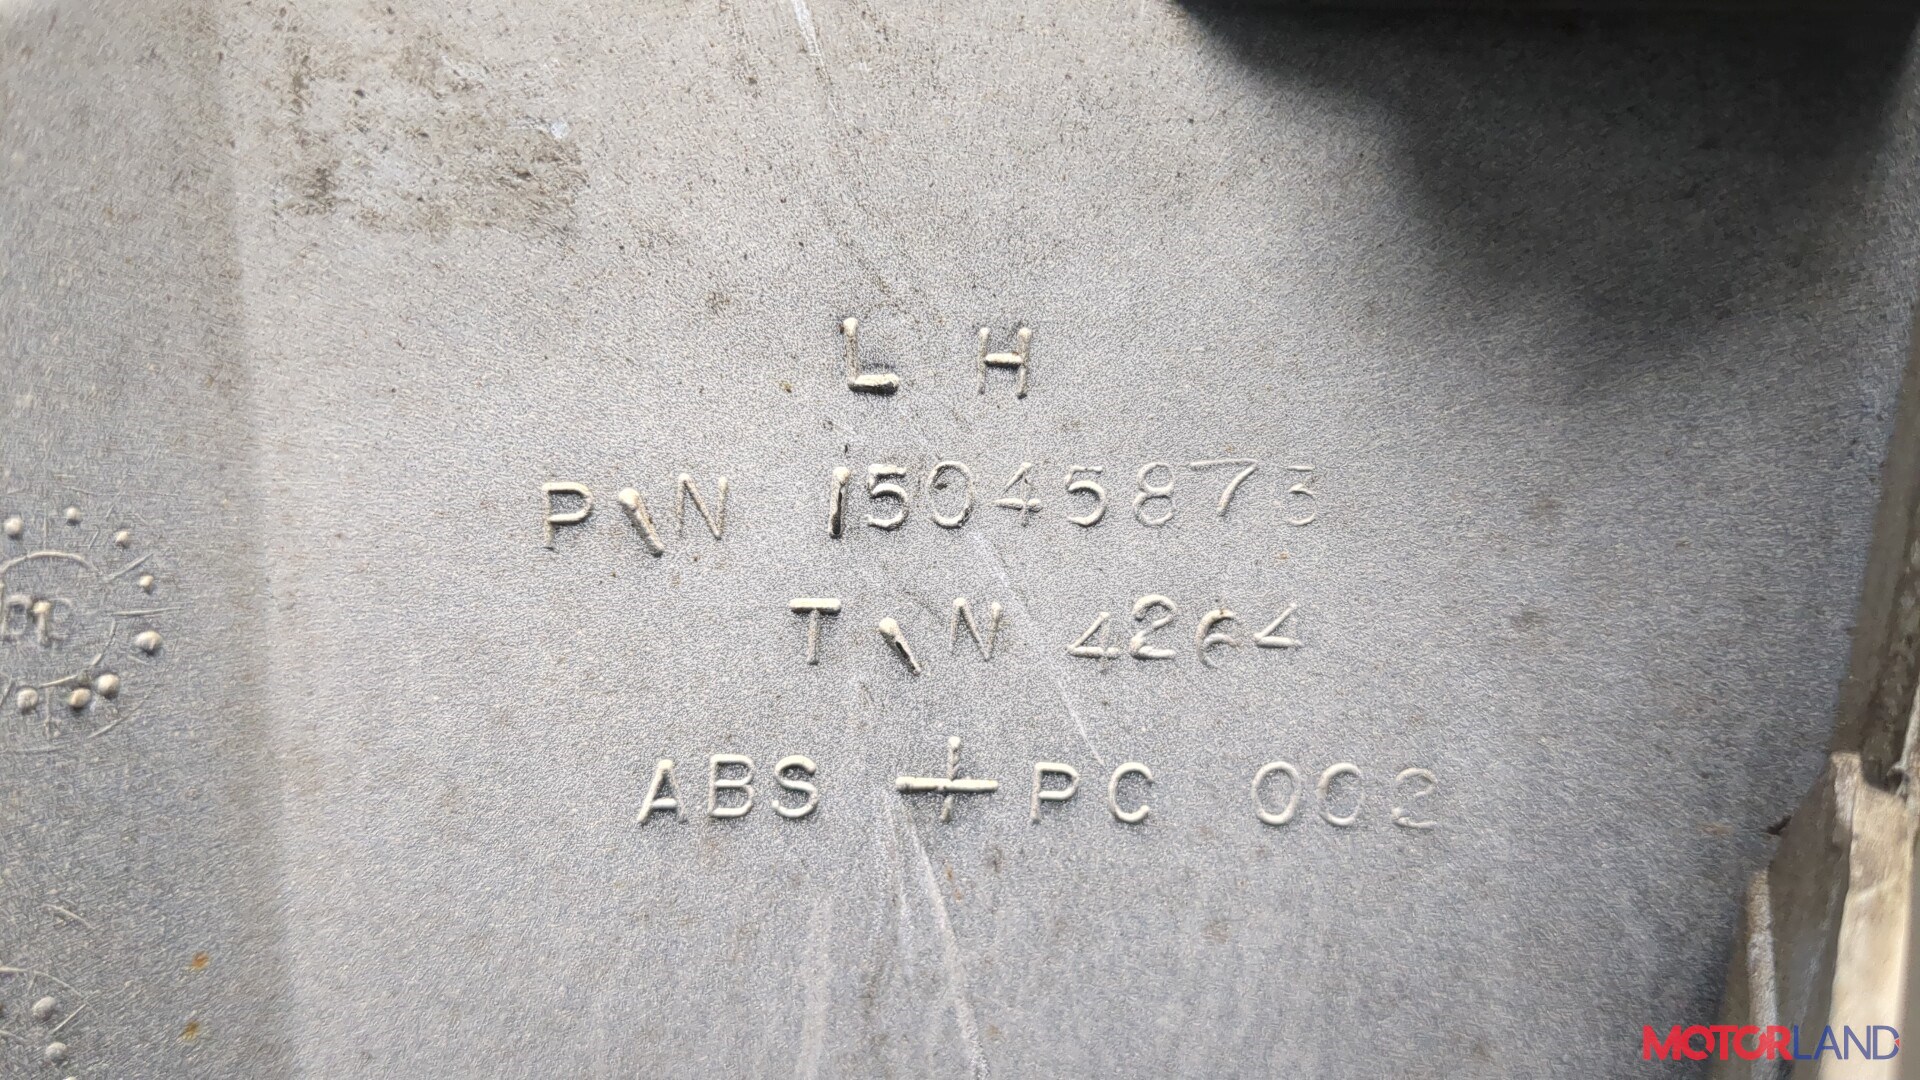 L H
P\N 15045873
T\N 4264
ABS + PC 002
MOTORLAND